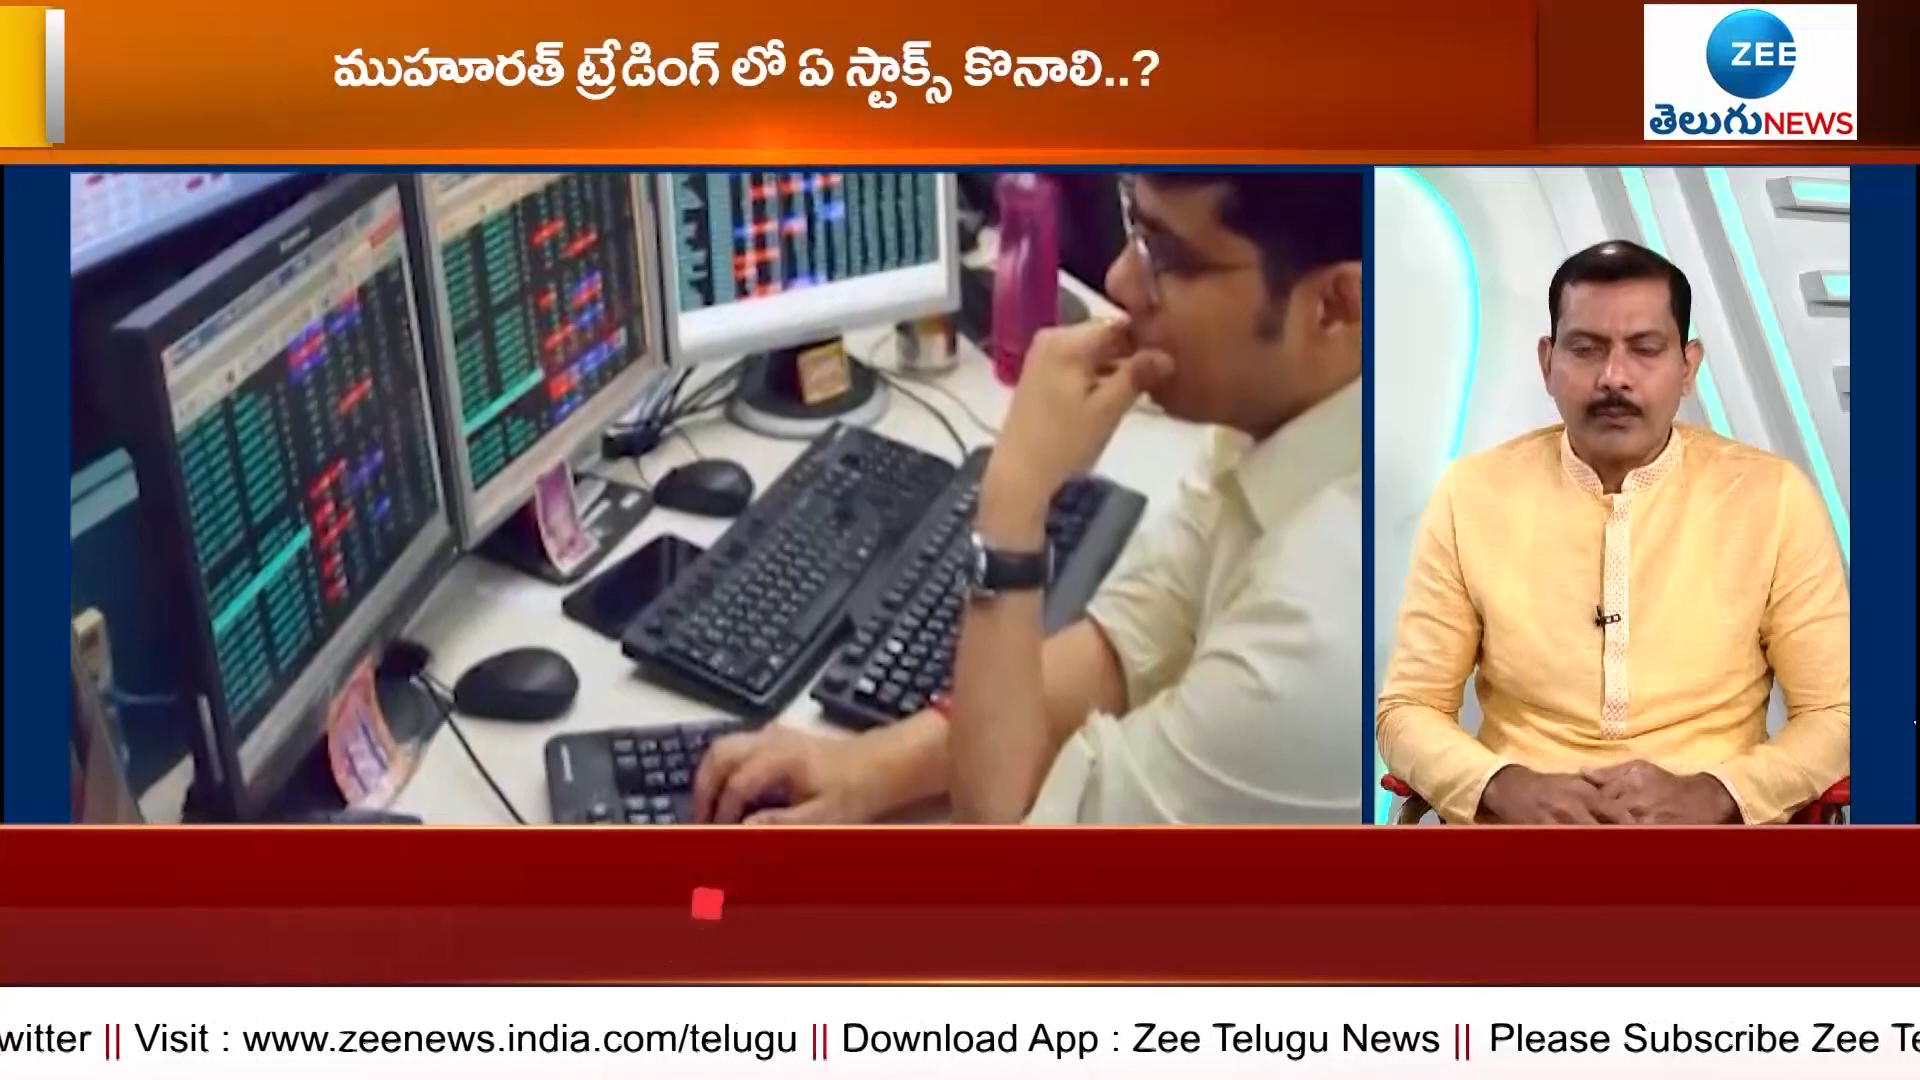 ముహూరత్ ట్రేడింగ్ లో ఏ స్టాక్స్ కొనాలి..?
ZEE
తెలుగు NEWS
witter || Visit : www.zeenews.india.com/telugu || Download App : Zee Telugu News || Please Subscribe Zee Te